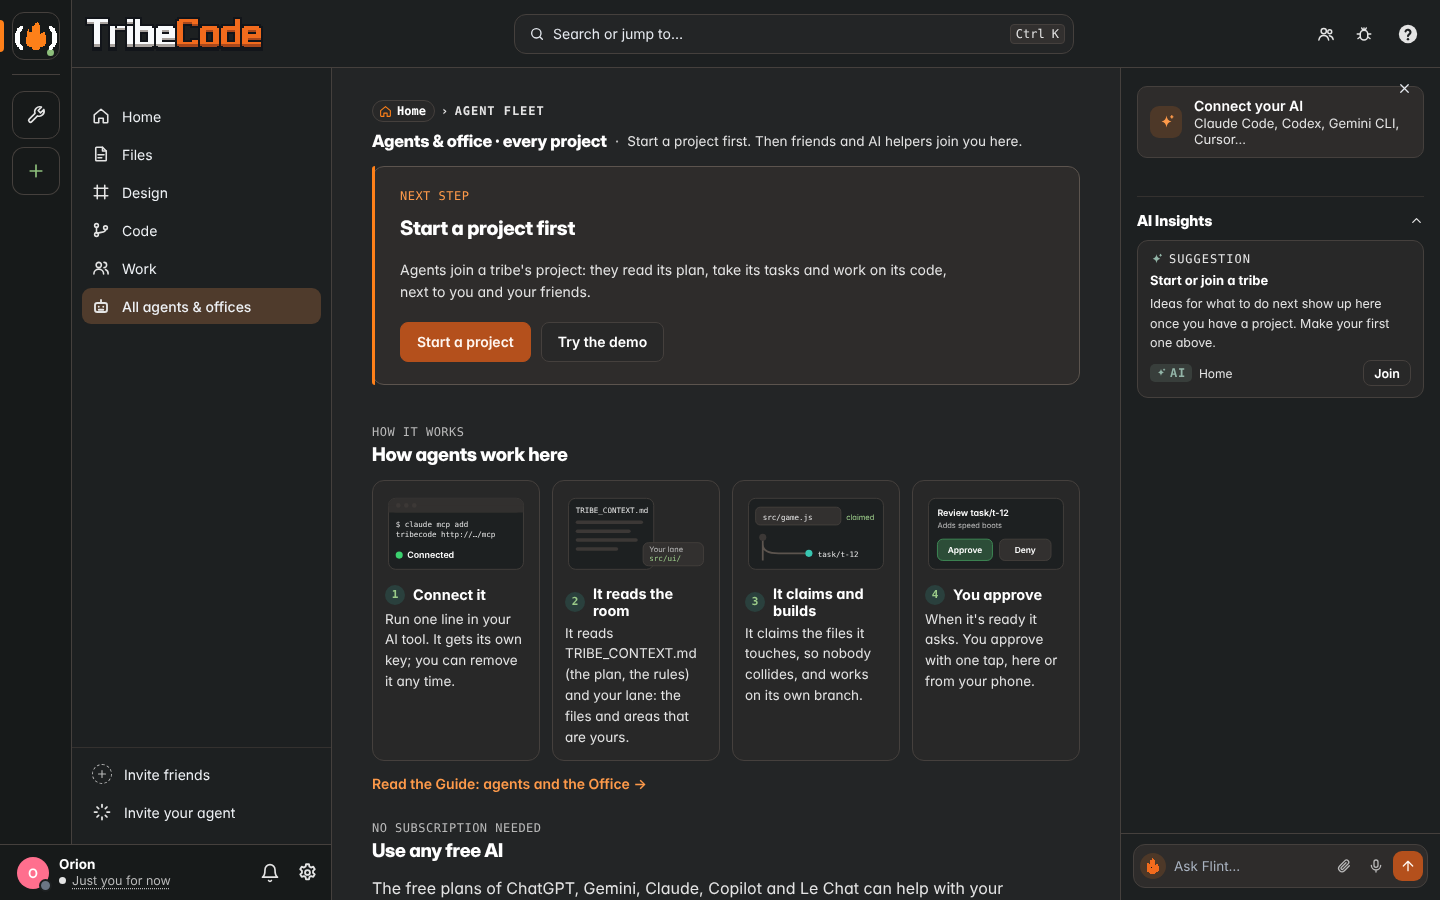 TribeCode
Search or jump to...
Ctrl K
Home
Files
Design
Code
Work
All agents & offices
Invite friends
Invite your agent
O
Orion
Just you for now
Home › AGENT FLEET
Agents & office · every project · Start a project first. Then friends and AI helpers join you here.
NEXT STEP
Start a project first
Agents join a tribe's project: they read its plan, take its tasks and work on its code,
next to you and your friends.
Start a project
Try the demo
HOW IT WORKS
How agents work here
$ claude mcp add
tribecode http://…/mcp
Connected
1 Connect it
Run one line in your
AI tool. It gets its own
key; you can remove
it any time.
TRIBE_CONTEXT.md
Your lane
src/ui/
2 It reads the
room
It reads
TRIBE_CONTEXT.md
(the plan, the rules)
and your lane: the
files and areas that
are yours.
src/game.js
claimed
task/t-12
3 It claims and
builds
It claims the files it
touches, so nobody
collides, and works
on its own branch.
Review task/t-12
Adds speed boots
Approve
Deny
4 You approve
When it's ready it
asks. You approve
with one tap, here or
from your phone.
Read the Guide: agents and the Office →
NO SUBSCRIPTION NEEDED
Use any free AI
The free plans of ChatGPT, Gemini, Claude, Copilot and Le Chat can help with your
Connect your AI
Claude Code, Codex, Gemini CLI,
Cursor...
AI Insights
SUGGESTION
Start or join a tribe
Ideas for what to do next show up here
once you have a project. Make your first
one above.
AI Home
Join
Ask Flint...